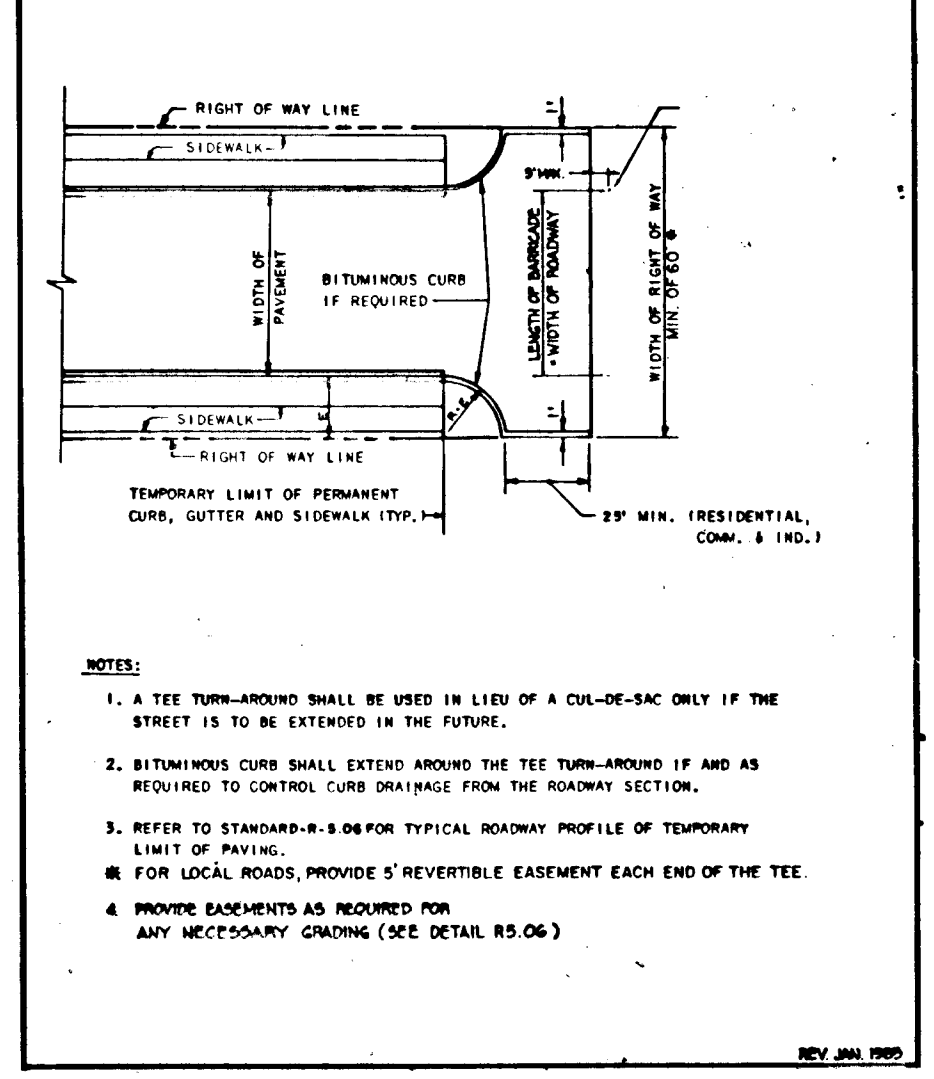 RIGHT OF WAY LINE
SIDEWALK
1'
MAX.
WIDTH OF
PAVEMENT
BITUMINOUS CURB
IF REQUIRED
LENGTH OF BARRICADE
= WIDTH OF ROADWAY
WIDTH OF RIGHT OF WAY
MIN. OF 60' *
SIDEWALK
E
R-E
1'
RIGHT OF WAY LINE
TEMPORARY LIMIT OF PERMANENT
CURB, GUTTER AND SIDEWALK (TYP.)
25' MIN. (RESIDENTIAL,
COMM. & IND.)
NOTES:
1. A TEE TURN-AROUND SHALL BE USED IN LIEU OF A CUL-DE-SAC ONLY IF THE
STREET IS TO BE EXTENDED IN THE FUTURE.
2. BITUMINOUS CURB SHALL EXTEND AROUND THE TEE TURN-AROUND IF AND AS
REQUIRED TO CONTROL CURB DRAINAGE FROM THE ROADWAY SECTION.
3. REFER TO STANDARD-R-5.06 FOR TYPICAL ROADWAY PROFILE OF TEMPORARY
LIMIT OF PAVING.
* FOR LOCAL ROADS, PROVIDE 5' REVERTIBLE EASEMENT EACH END OF THE TEE.
4. PROVIDE EASEMENTS AS REQUIRED FOR
ANY NECESSARY GRADING (SEE DETAIL R5.06)
REV. JAN.